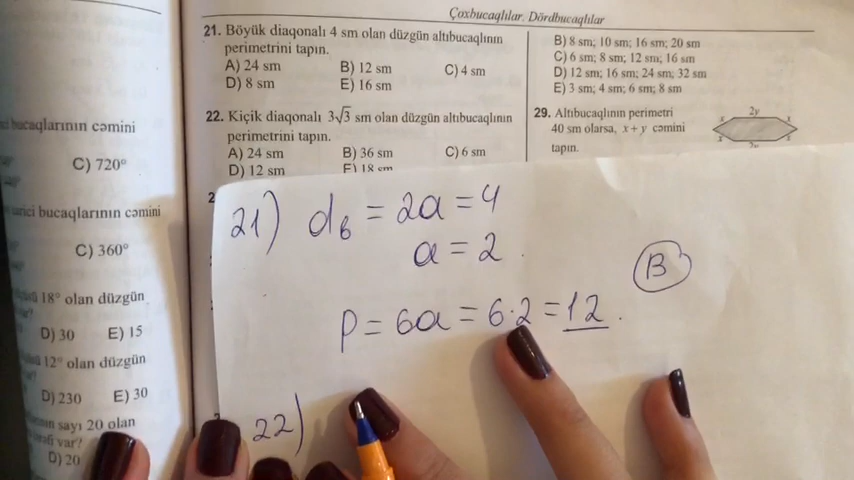 Çoxbucaqlılar. Dördbucaqlılar
bucaqlarının cəmini
C) 720°
bucaqlarının cəmini
C) 360°
18° olan düzgün
D) 30 E) 15
12° olan düzgün
D) 230 E) 30
sayı 20 olan
var?
D) 20
21. Böyük diaqonalı 4 sm olan düzgün altıbucaqlının
perimetrini tapın.
A) 24 sm B) 12 sm C) 4 sm
D) 8 sm E) 16 sm
22. Kiçik diaqonalı 3√3 sm olan düzgün altıbucaqlının
perimetrini tapın.
A) 24 sm B) 36 sm C) 6 sm
D) 12 sm E) 18 sm
B) 8 sm; 10 sm; 16 sm; 20 sm
C) 6 sm; 8 sm; 12 sm; 16 sm
D) 12 sm; 16 sm; 24 sm; 32 sm
E) 3 sm; 4 sm; 6 sm; 8 sm
29. Altıbucaqlının perimetri
40 sm olarsa, x + y cəmini
tapın.
2y
x x
x x
21) d₆ = 2a = 4
a = 2.
B
P = 6a = 6·2 = 12.
22)